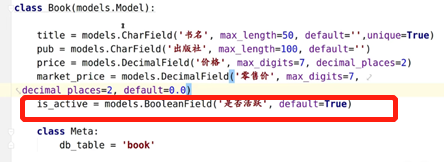 class Book(models.Model):
title = models.CharField('书名', max_length=50, default='',unique=True)
pub = models.CharField('出版社', max_length=100, default='')
price = models.DecimalField('价格', max_digits=7, decimal_places=2)
market_price = models.DecimalField('零售价', max_digits=7,
decimal_places=2, default=0.0)
is_active = models.BooleanField('是否活跃', default=True)
class Meta:
db_table = 'book'